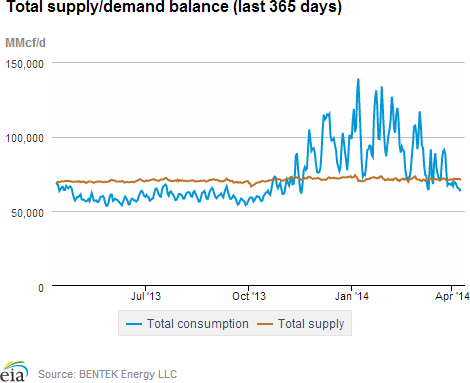 Total supply/demand balance (last 365 days)
MMcf/d
150,000
100,000
50,000
0
Jul '13 Oct '13 Jan '14 Apr '14
Total consumption Total supply
eia Source: BENTEK Energy LLC